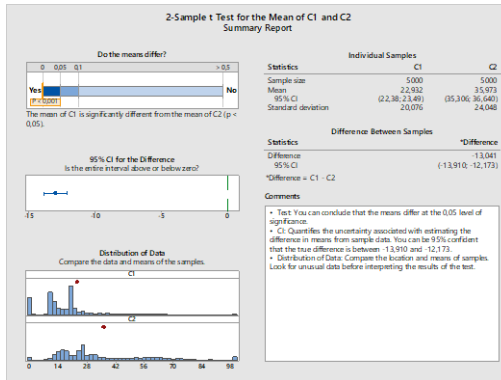 2-Sample t Test for the Mean of C1 and C2
Summary Report
Do the means differ?
0 0,05 0,1 > 0,5
Yes No
P < 0,001
The mean of C1 is significantly different from the mean of C2 (p <
0,05).
95% CI for the Difference
Is the entire interval above or below zero?
-15 -10 -5 0
Distribution of Data
Compare the data and means of the samples.
C1
C2
0 14 28 42 56 70 84 98
Individual Samples
Statistics C1 C2
Sample size 5000 5000
Mean 22,932 35,973
95% CI (22,38; 23,49) (35,306; 36,640)
Standard deviation 20,076 24,048
Difference Between Samples
Statistics *Difference
Difference -13,041
95% CI (-13,910; -12,173)
*Difference = C1 - C2
Comments
• Test: You can conclude that the means differ at the 0,05 level of
significance.
• CI: Quantifies the uncertainty associated with estimating the
difference in means from sample data. You can be 95% confident
that the true difference is between -13,910 and -12,173.
• Distribution of Data: Compare the location and means of samples.
Look for unusual data before interpreting the results of the test.